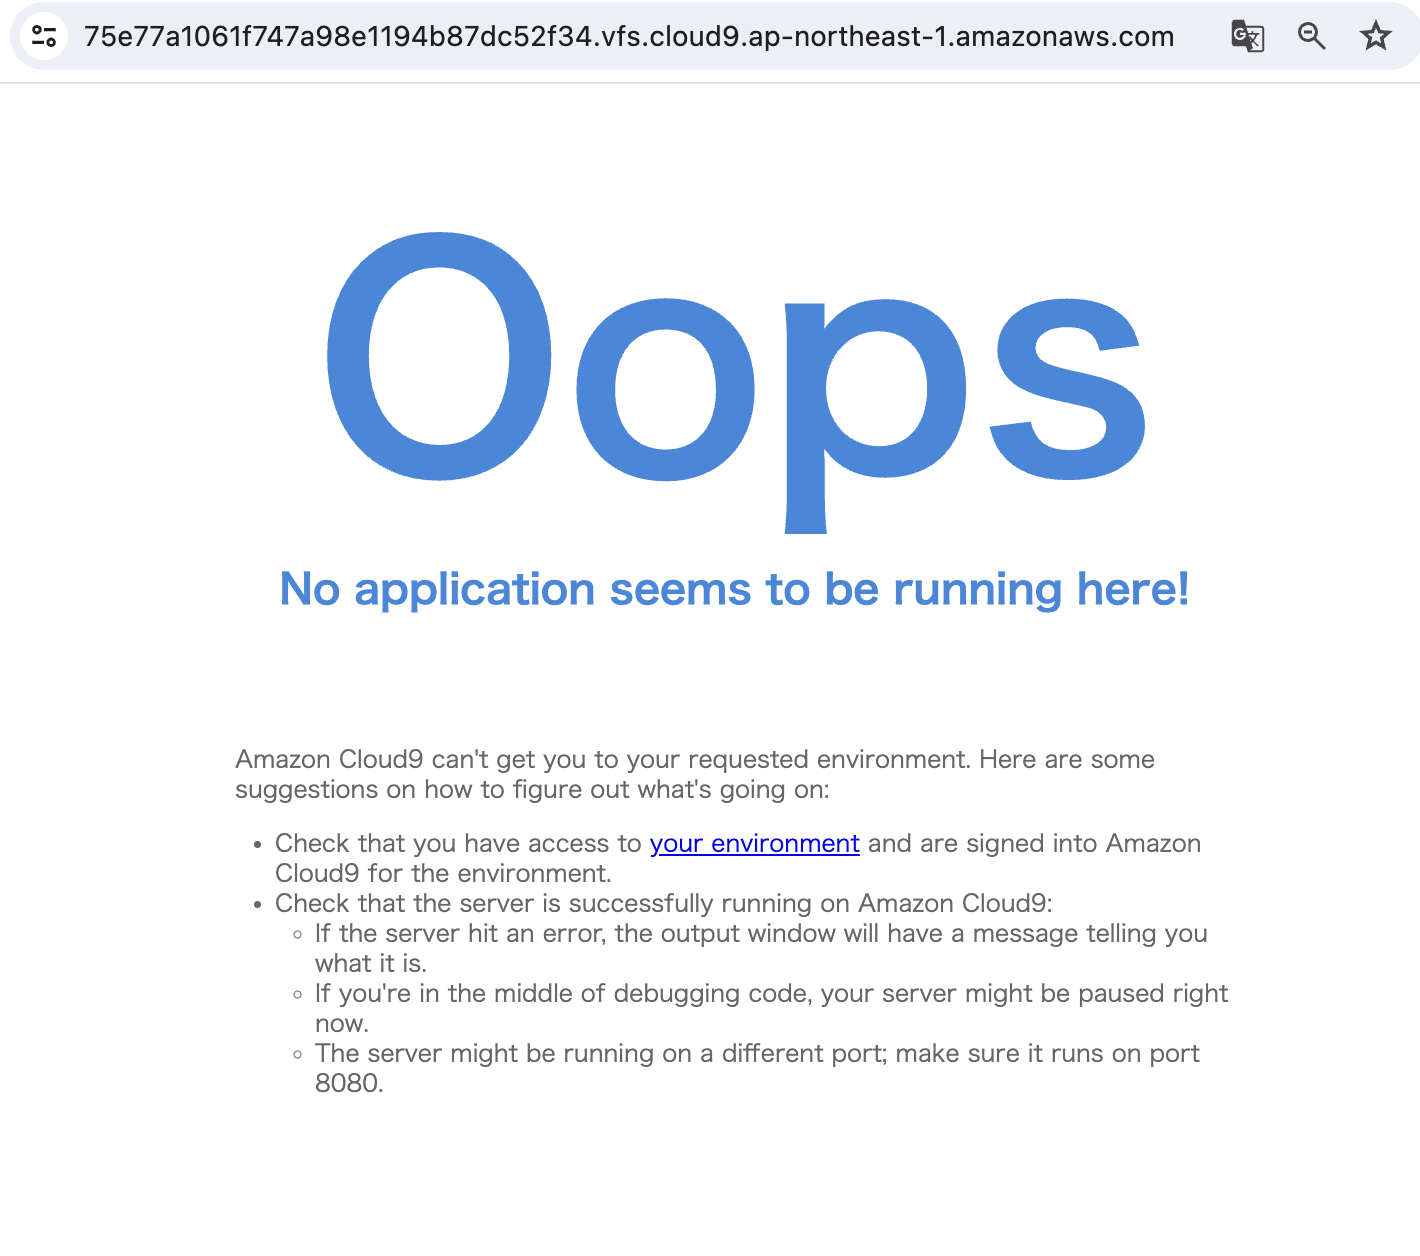 75e77a1061f747a98e1194b87dc52f34.vfs.cloud9.ap-northeast-1.amazonaws.com
Oops
No application seems to be running here!
Amazon Cloud9 can't get you to your requested environment. Here are some
suggestions on how to figure out what's going on:
• Check that you have access to your environment and are signed into Amazon
Cloud9 for the environment.
• Check that the server is successfully running on Amazon Cloud9:
◦ If the server hit an error, the output window will have a message telling you
what it is.
◦ If you're in the middle of debugging code, your server might be paused right
now.
◦ The server might be running on a different port; make sure it runs on port
8080.